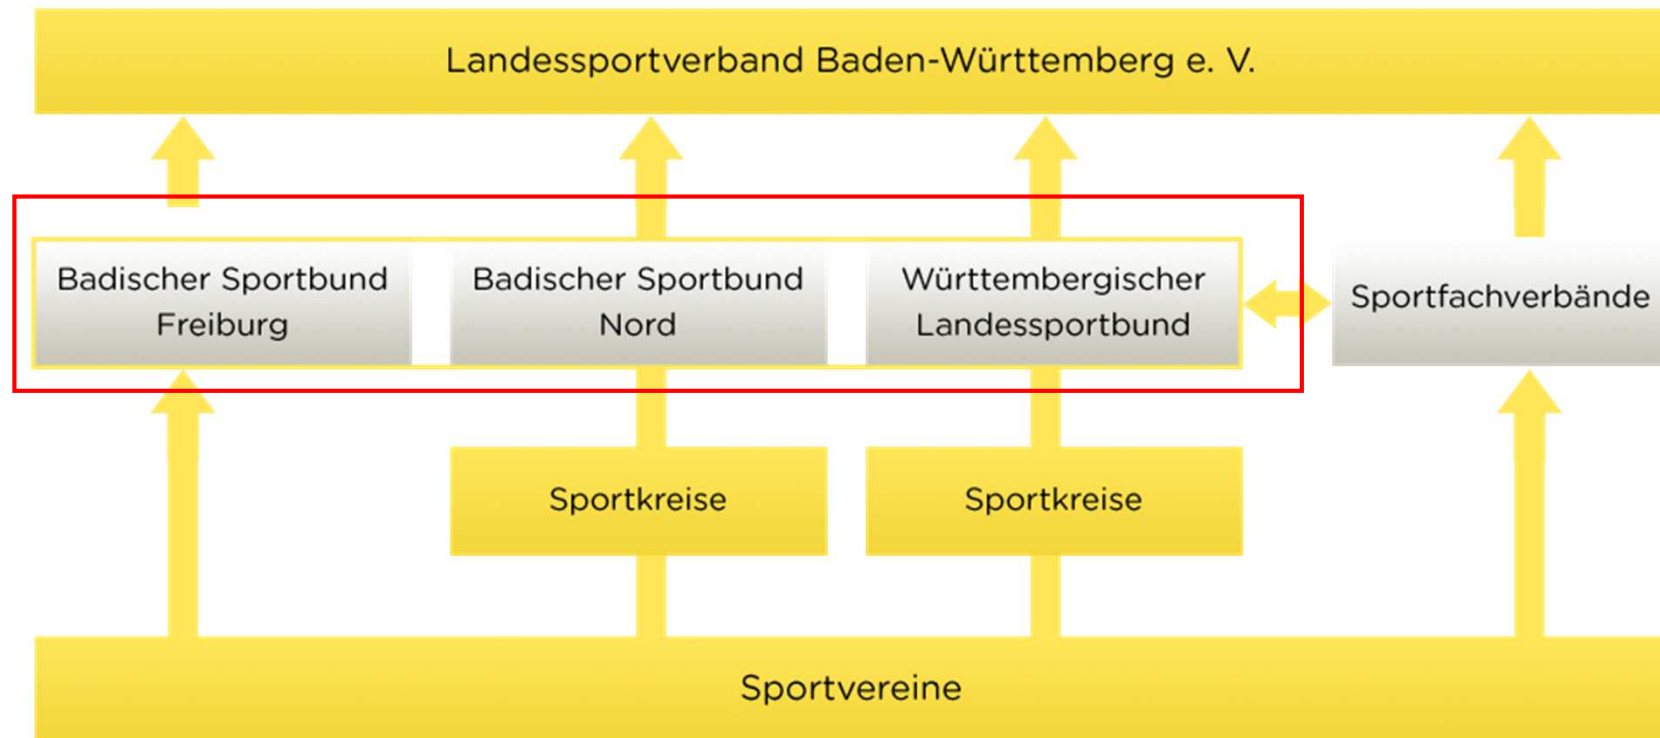 Landessportverband Baden-Württemberg e. V.
Badischer Sportbund
Freiburg
Badischer Sportbund
Nord
Württembergischer
Landessportbund
Sportfachverbände
Sportkreise
Sportkreise
Sportvereine